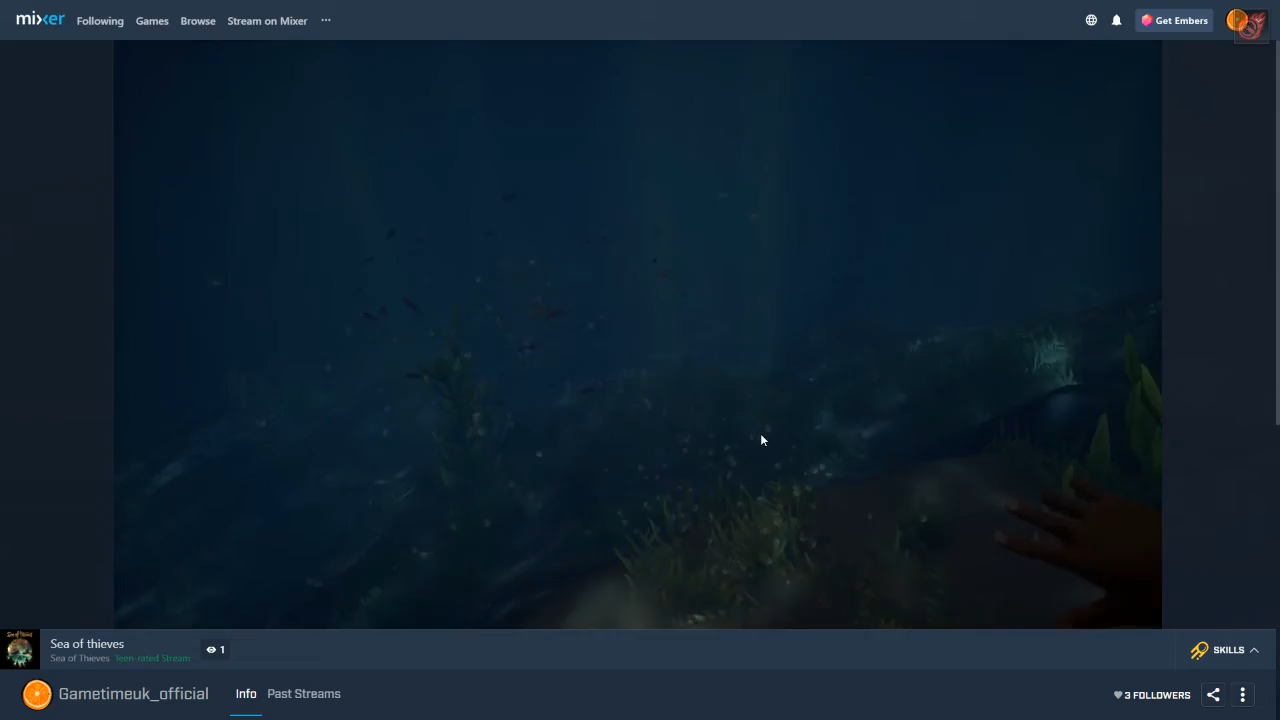 mixer Following Games Browse Stream on Mixer ··· Get Embers
Sea of thieves
Sea of Thieves Teen-rated Stream
1
SKILLS
Gametimeuk_official Info Past Streams
3 FOLLOWERS